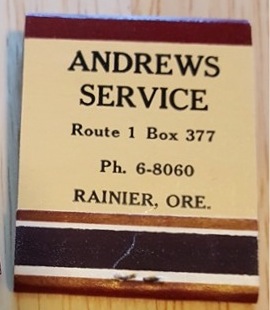 ANDREWS
SERVICE
Route 1 Box 377
Ph. 6-8060
RAINIER, ORE.